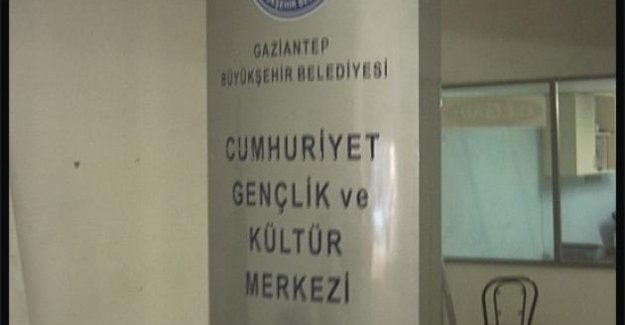 GAZİANTEP
BÜYÜKŞEHİR BELEDİYESİ
CUMHURİYET
GENÇLİK ve
KÜLTÜR
MERKEZİ